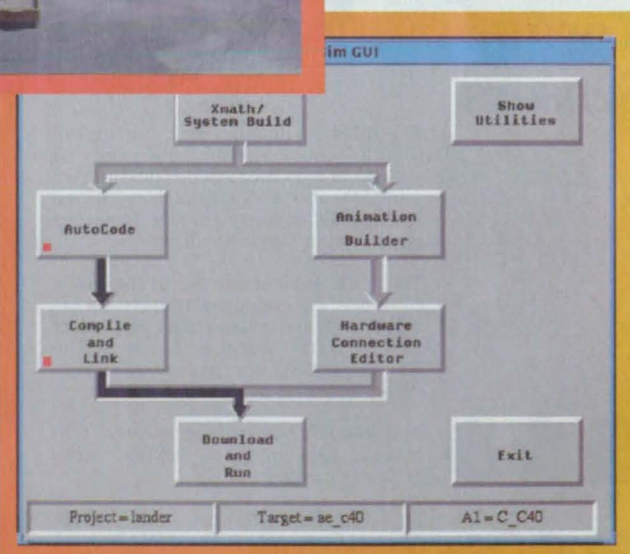 im GUI
Xmath/
System Build
Show
Utilities
AutoCode
Animation
Builder
Compile
and
Link
Hardware
Connection
Editor
Download
and
Run
Exit
Project = lander
Target = ae_c40
A1 = C_C40